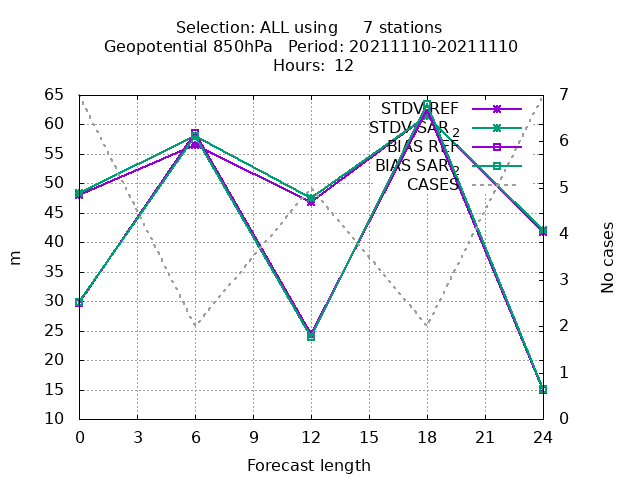 Selection: ALL using     7 stations
Geopotential 850hPa   Period: 20211110-20211110
Hours: 12
STDV REF
STDV SAR2
BIAS REF
BIAS SAR2
CASES
65
60
55
50
45
40
35
30
25
20
15
10
7
6
5
4
3
2
1
0
m
No cases
0 3 6 9 12 15 18 21 24
Forecast length